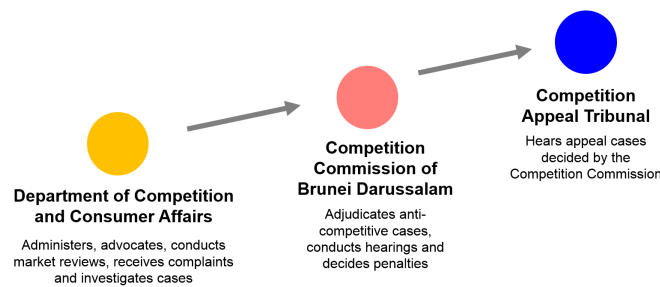 Department of Competition
and Consumer Affairs
Administers, advocates, conducts
market reviews, receives complaints
and investigates cases
Competition
Commission of
Brunei Darussalam
Adjudicates anti-
competitive cases,
conducts hearings and
decides penalties
Competition
Appeal Tribunal
Hears appeal cases
decided by the
Competition Commission